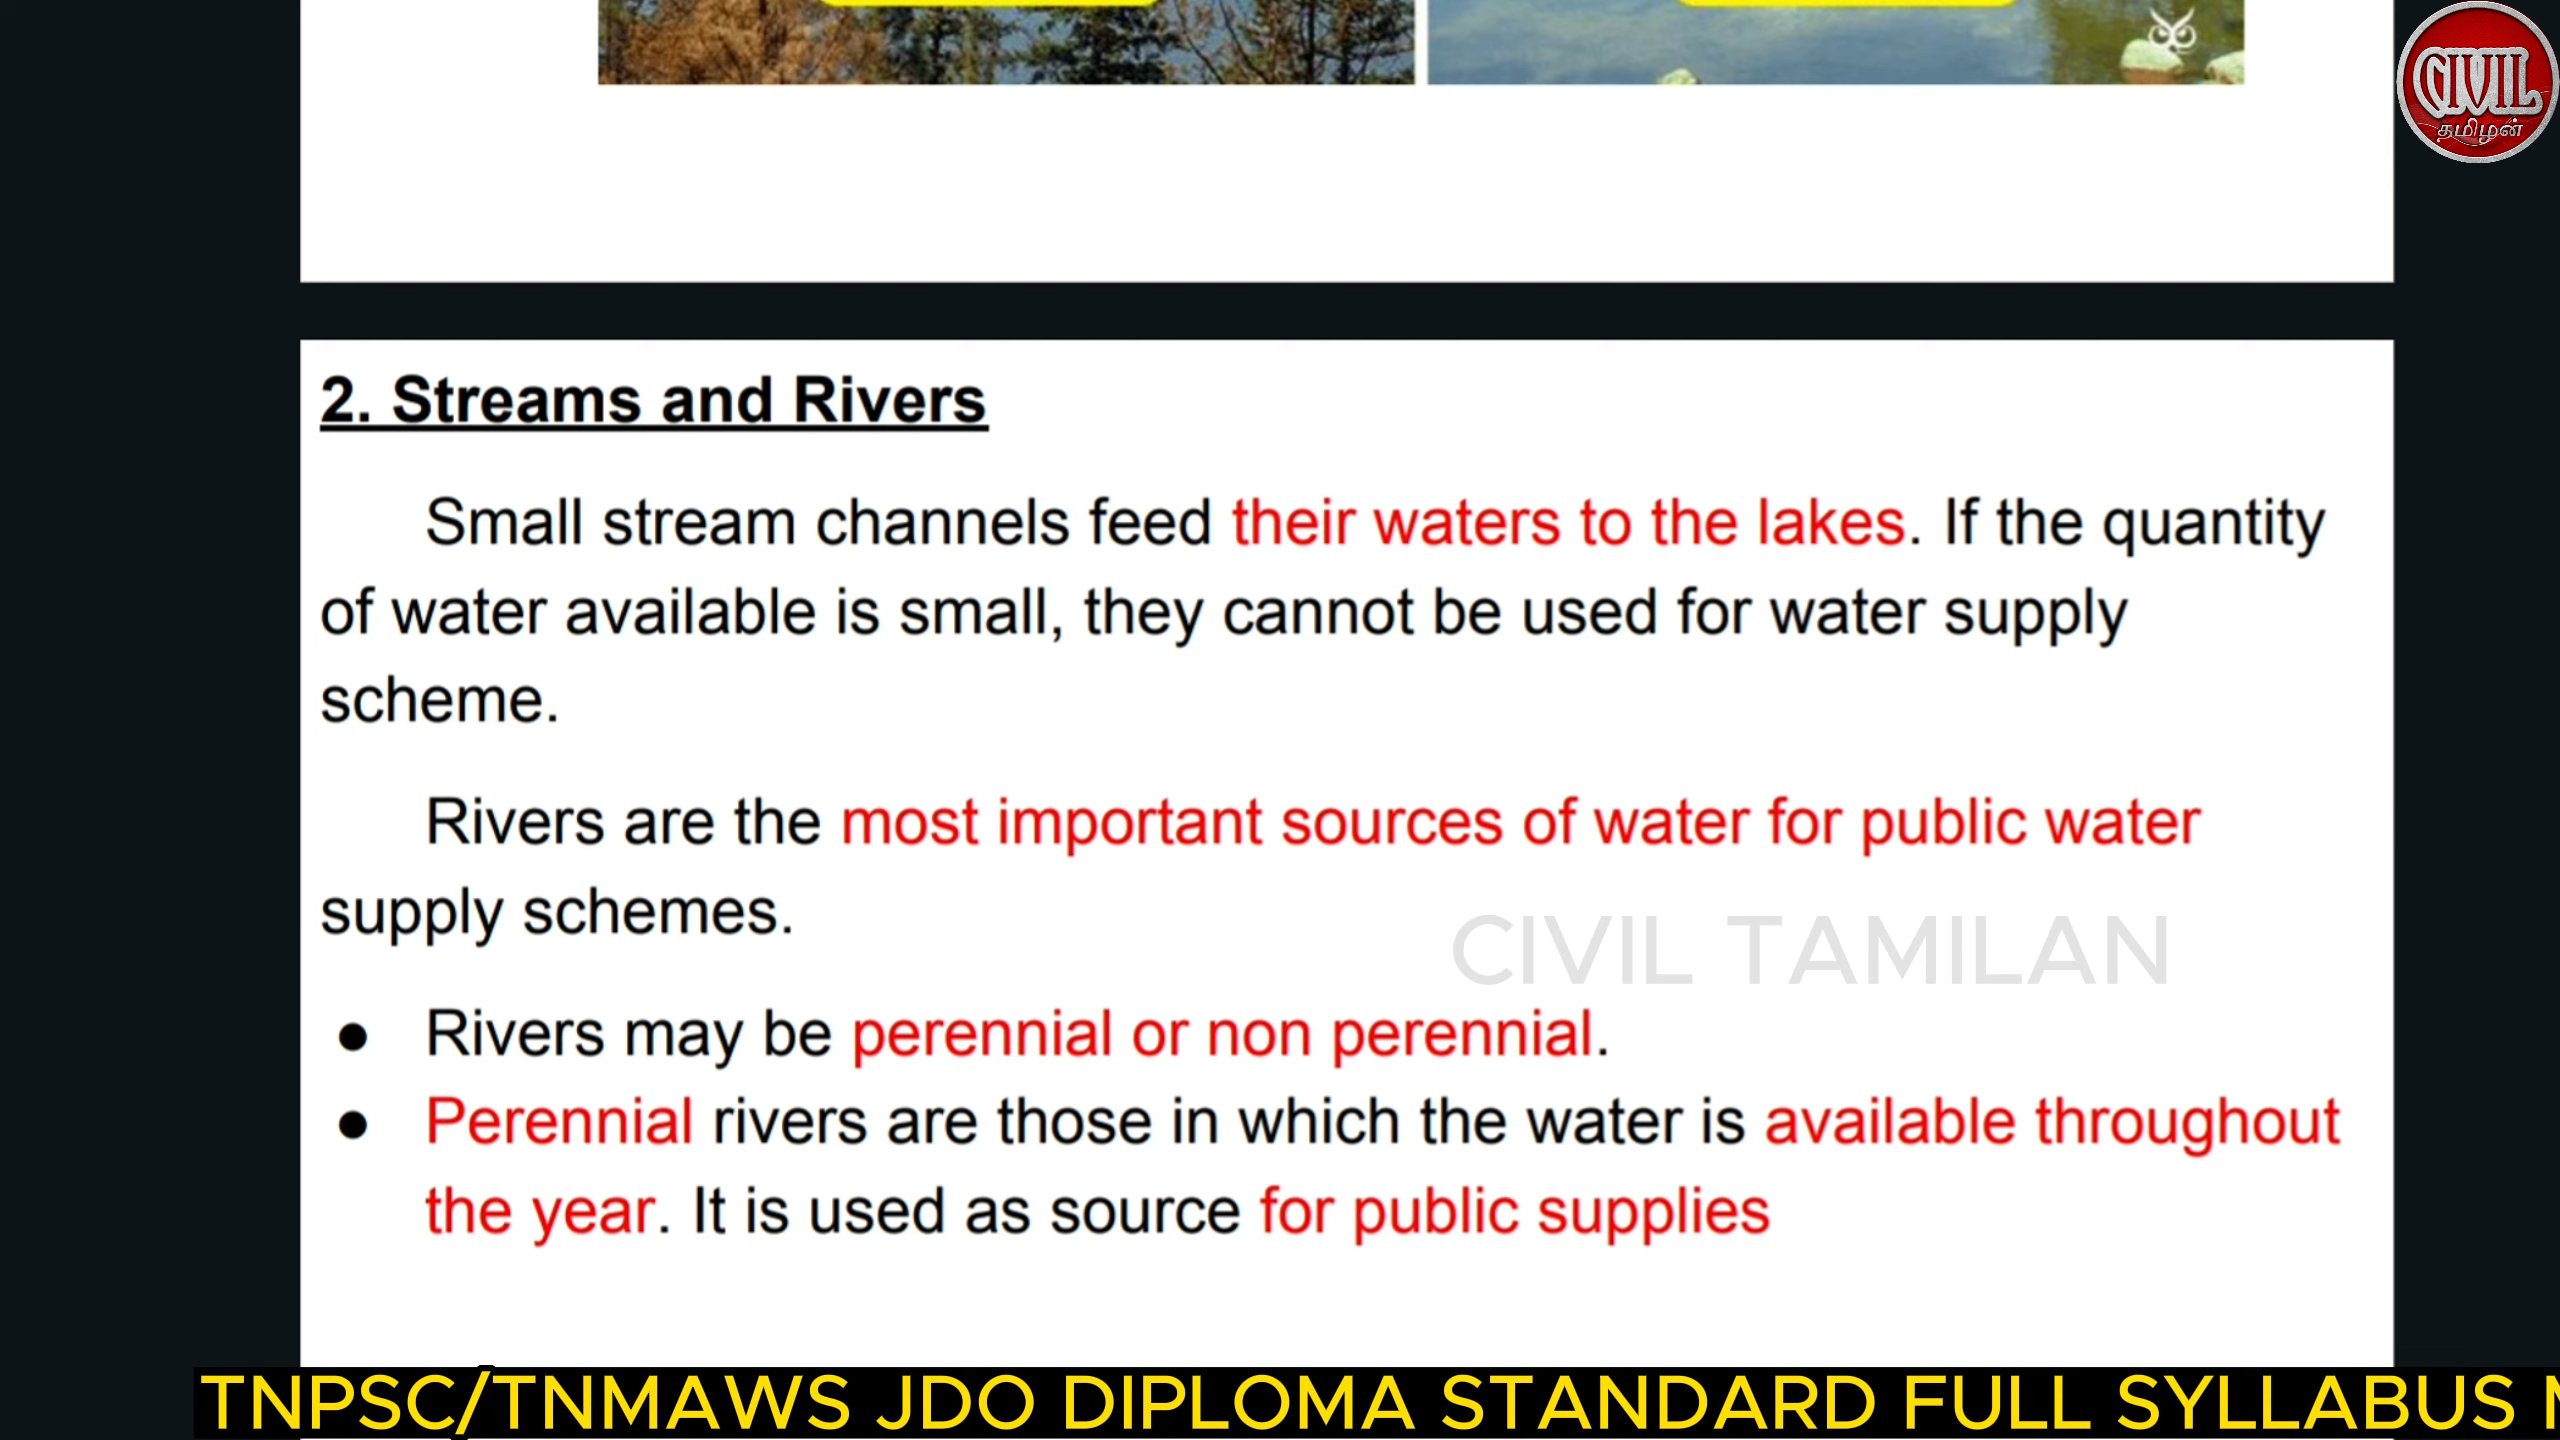 CIVIL
தமிழன்
2. Streams and Rivers
Small stream channels feed their waters to the lakes. If the quantity
of water available is small, they cannot be used for water supply
scheme.
Rivers are the most important sources of water for public water
supply schemes.
CIVIL TAMILAN
● Rivers may be perennial or non perennial.
● Perennial rivers are those in which the water is available throughout
the year. It is used as source for public supplies
TNPSC/TNMAWS JDO DIPLOMA STANDARD FULL SYLLABUS